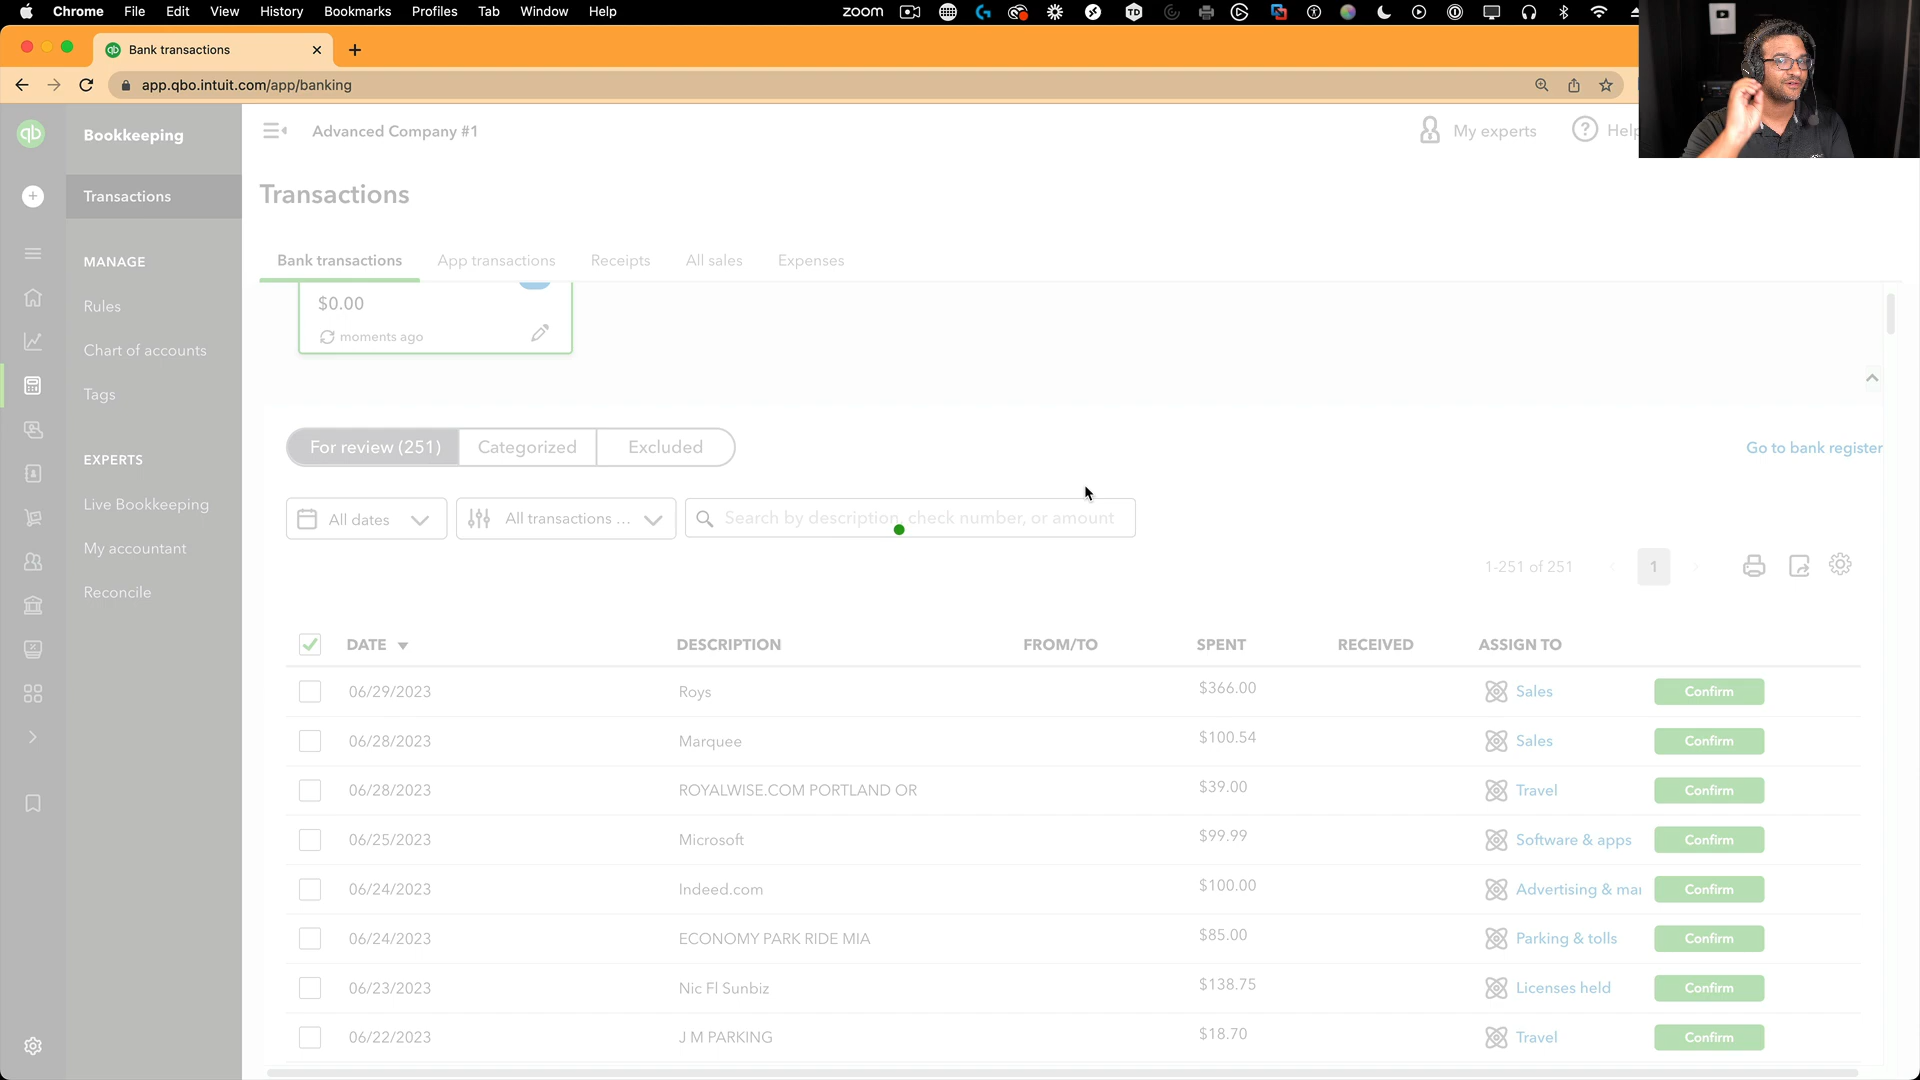 Chrome File Edit View History Bookmarks Profiles Tab Window Help zoom TD
Bank transactions
app.qbo.intuit.com/app/banking
qb
Bookkeeping
Advanced Company #1
My experts
Help
Transactions
Transactions
Bank transactions App transactions Receipts All sales Expenses
MANAGE
Rules
Chart of accounts
Tags
EXPERTS
Live Bookkeeping
My accountant
Reconcile
$0.00
moments ago
For review (251) Categorized Excluded
Go to bank register
All dates All transactions ... Search by description, check number, or amount
1-251 of 251 < 1 >
DATE DESCRIPTION FROM/TO SPENT RECEIVED ASSIGN TO
06/29/2023 Roys $366.00 Sales Confirm
06/28/2023 Marquee $100.54 Sales Confirm
06/28/2023 ROYALWISE.COM PORTLAND OR $39.00 Travel Confirm
06/25/2023 Microsoft $99.99 Software & apps Confirm
06/24/2023 Indeed.com $100.00 Advertising & mar Confirm
06/24/2023 ECONOMY PARK RIDE MIA $85.00 Parking & tolls Confirm
06/23/2023 Nic Fl Sunbiz $138.75 Licenses held Confirm
06/22/2023 J M PARKING $18.70 Travel Confirm